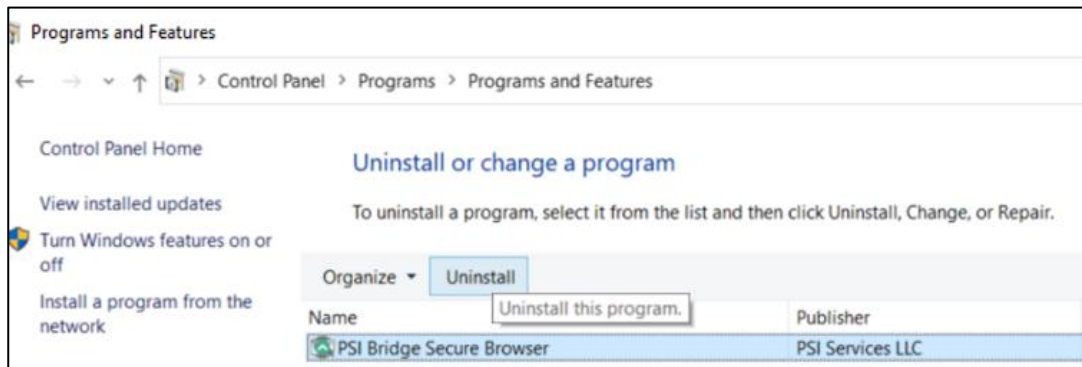 Programs and Features
Control Panel > Programs > Programs and Features
Control Panel Home
View installed updates
Turn Windows features on or
off
Install a program from the
network
Uninstall or change a program
To uninstall a program, select it from the list and then click Uninstall, Change, or Repair.
Organize Uninstall
Uninstall this program.
Name Publisher
PSI Bridge Secure Browser PSI Services LLC